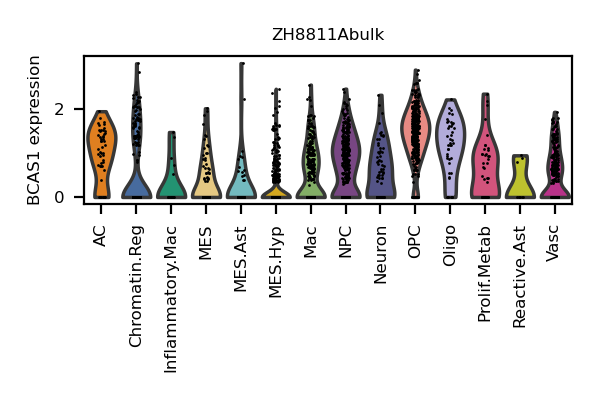 ZH8811Abulk
BCAS1 expression
2
0
AC
Chromatin.Reg
Inflammatory.Mac
MES
MES.Ast
MES.Hyp
Mac
NPC
Neuron
OPC
Oligo
Prolif.Metab
Reactive.Ast
Vasc